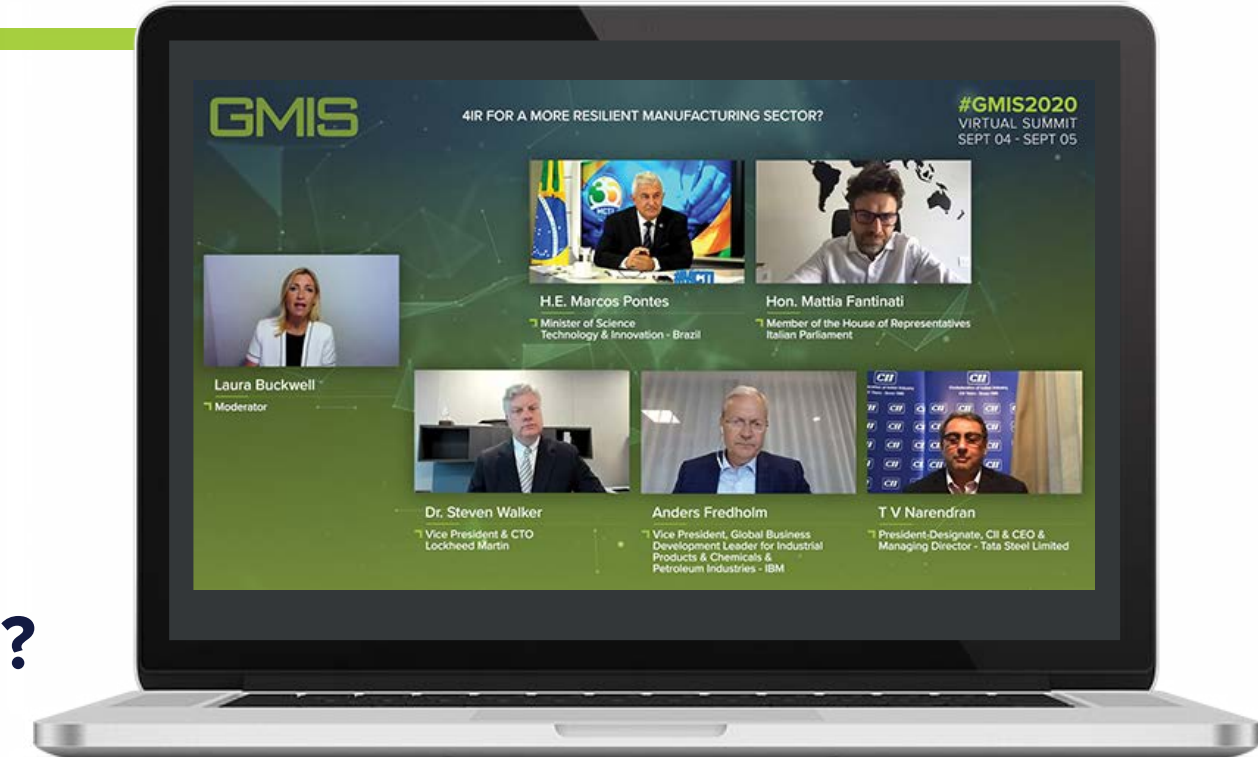 GMIS
4IR FOR A MORE RESILIENT MANUFACTURING SECTOR?
#GMIS2020
VIRTUAL SUMMIT
SEPT 04 - SEPT 05
H.E. Marcos Pontes
Minister of Science
Technology & Innovation - Brazil
Hon. Mattia Fantinati
Member of the House of Representatives
Italian Parliament
Laura Buckwell
Moderator
Dr. Steven Walker
Vice President & CTO
Lockheed Martin
Anders Fredholm
Vice President, Global Business
Development Leader for Industrial
Products & Chemicals &
Petroleum Industries - IBM
CII
CII
T V Narendran
President-Designate, CII & CEO &
Managing Director - Tata Steel Limited
?